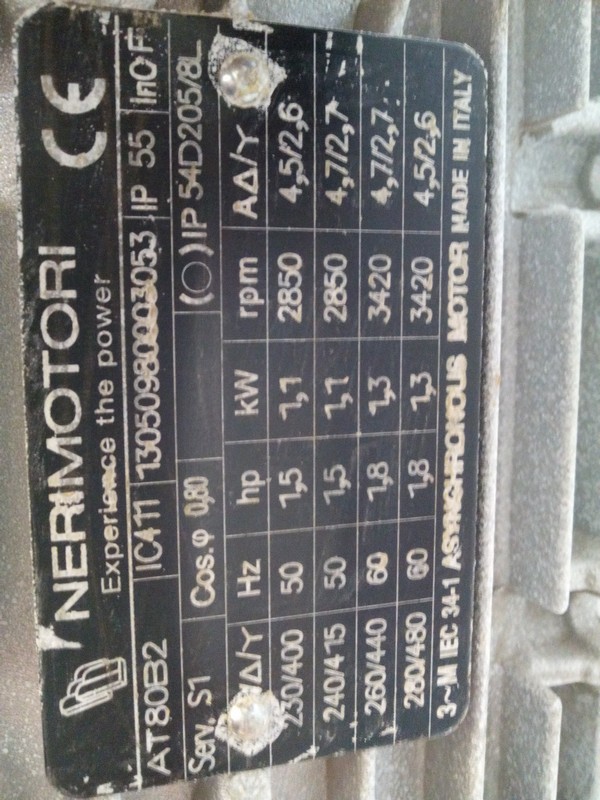 NERIMOTORI CE
Experience the power
AT80B2 IC411 1305098000 3053 IP 55 InCl F
Serv. S1 Cos.φ 0,80 (○) IP 54D205/8L
Δ/Y Hz hp kW rpm AΔ/Y
230/400 50 1,5 1,1 2850 4,5/2,6
240/415 50 1,5 1,1 2850 4,7/2,7
260/440 60 1,8 1,3 3420 4,7/2,7
280/480 60 1,8 1,3 3420 4,5/2,6
3~M IEC 34-1 ASYNCHRONOUS MOTOR MADE IN ITALY